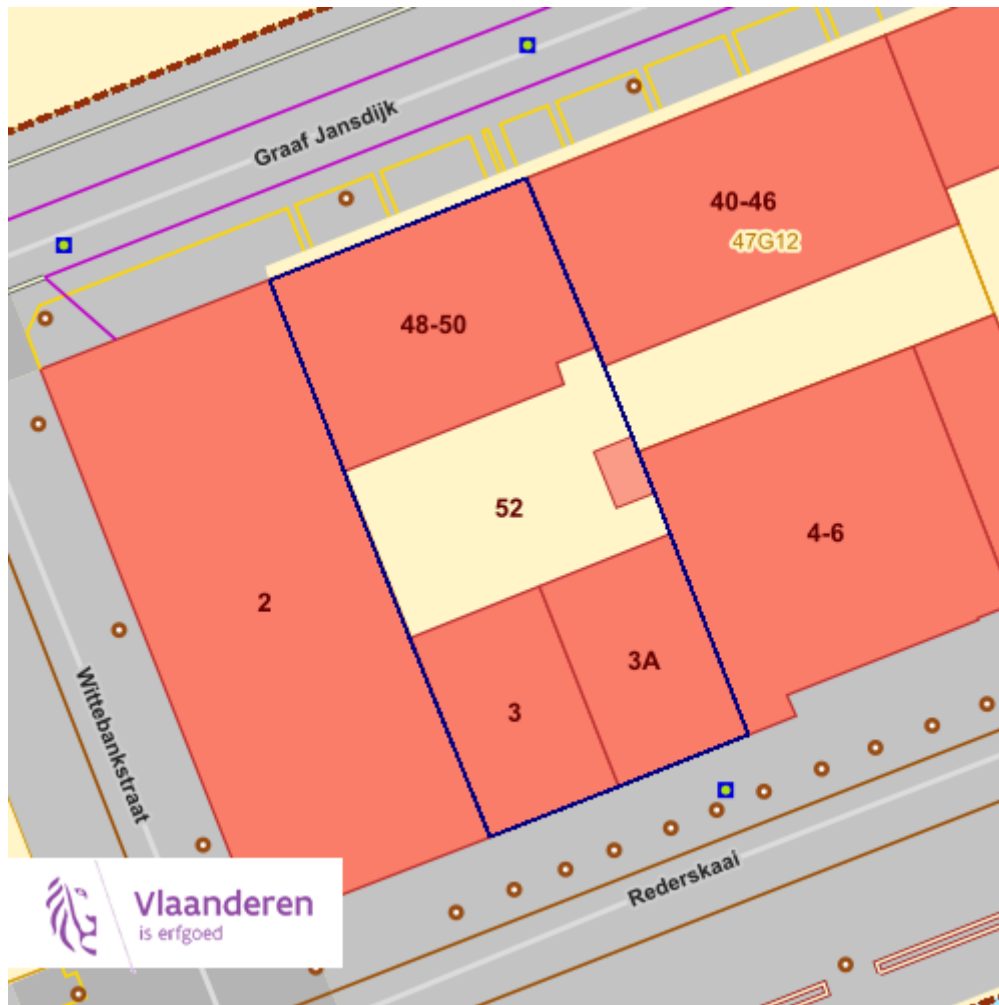 Graaf Jansdijk
40-46
47G12
48-50
52
4-6
2
3A
3
Wittebankstraat
Rederskaai
Vlaanderen
is erfgoed